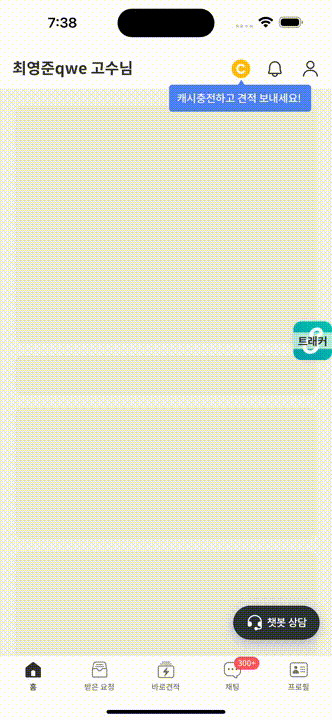 7:38
최영준qwe 고수님
C
캐시충전하고 견적 보내세요!
트래커
챗봇 상담
300+
홈
받은 요청
바로견적
채팅
프로필